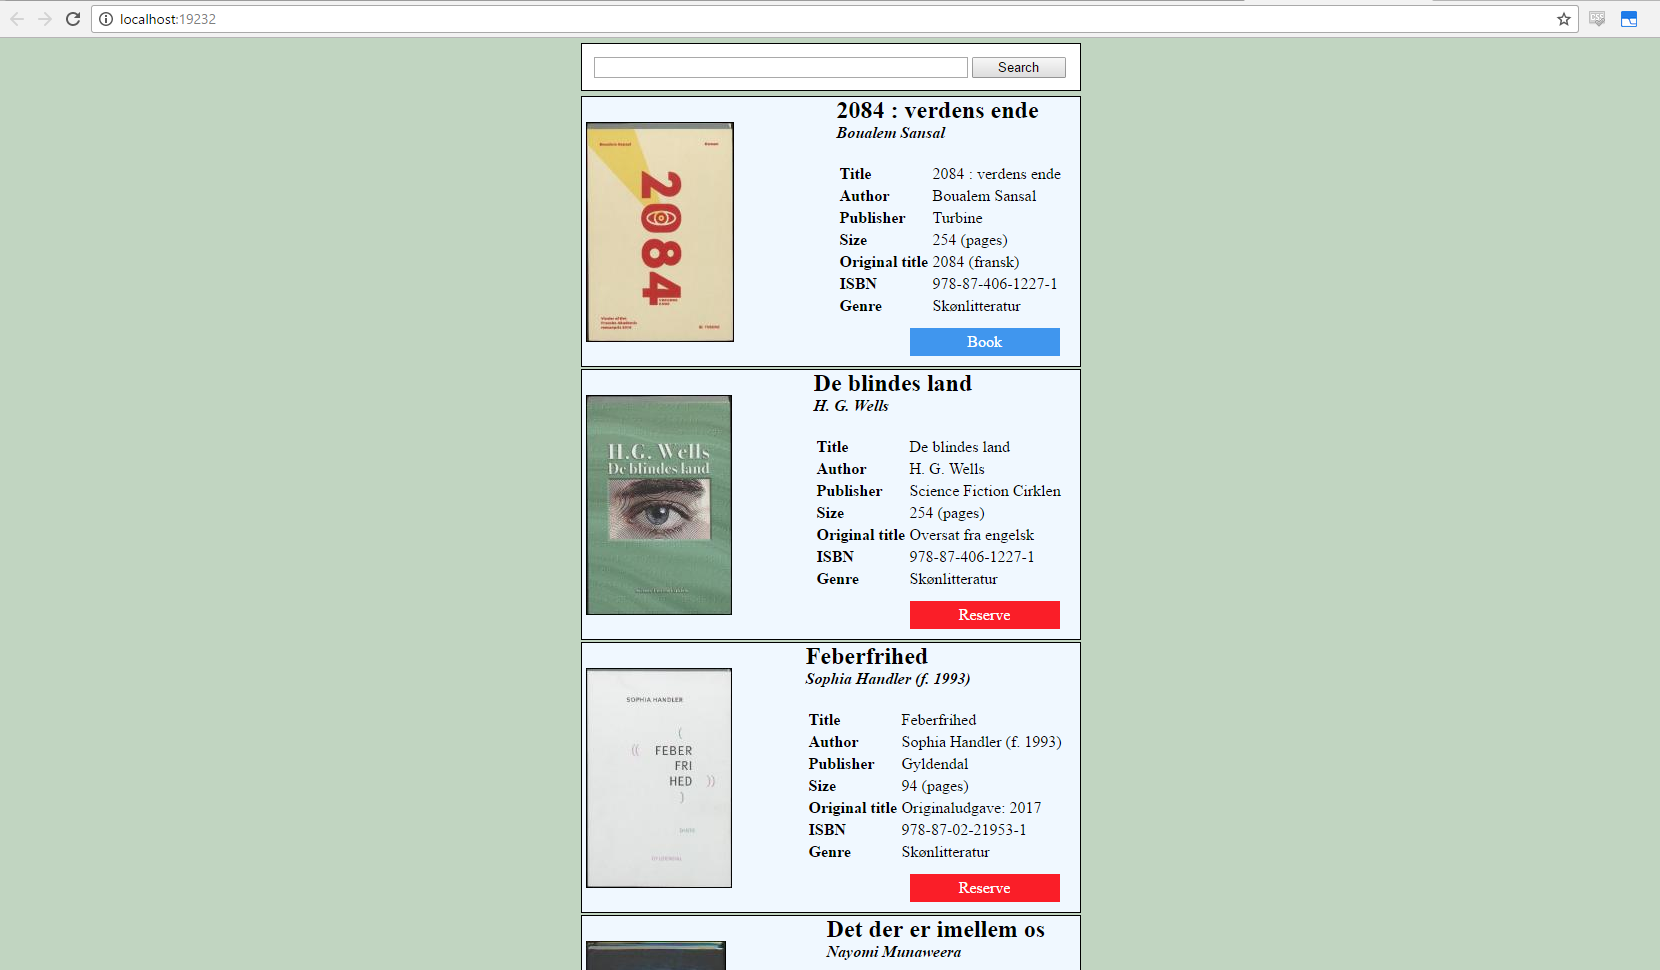 localhost:19232
Search
2084 : verdens ende
Boualem Sansal
Boualem Sansal
Roman
2084
Title 2084 : verdens ende
Author Boualem Sansal
Publisher Turbine
Size 254 (pages)
Original title 2084 (fransk)
ISBN 978-87-406-1227-1
Genre Skønlitteratur
Book
De blindes land
H. G. Wells
H.G. Wells
De blindes land
Title De blindes land
Author H. G. Wells
Publisher Science Fiction Cirklen
Size 254 (pages)
Original title Oversat fra engelsk
ISBN 978-87-406-1227-1
Genre Skønlitteratur
Reserve
Feberfrihed
Sophia Handler (f. 1993)
SOPHIA HANDLER
(
(( FEBER
FRI
HED ))
)
GYLDENDAL
Title Feberfrihed
Author Sophia Handler (f. 1993)
Publisher Gyldendal
Size 94 (pages)
Original title Originaludgave: 2017
ISBN 978-87-02-21953-1
Genre Skønlitteratur
Reserve
Det der er imellem os
Nayomi Munaweera